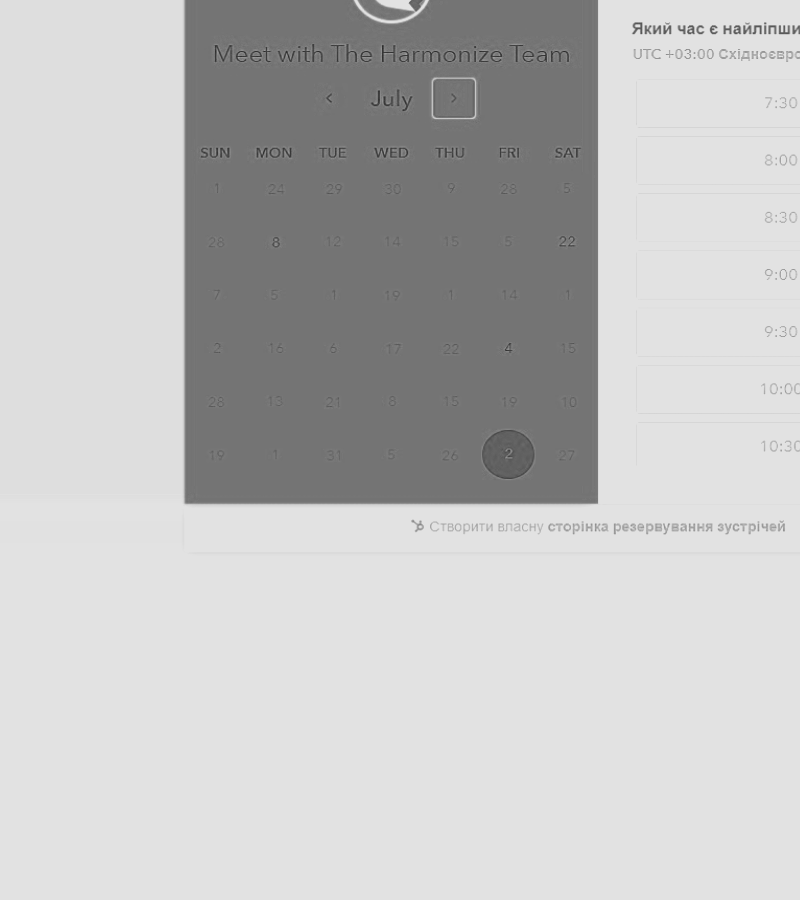 Meet with The Harmonize Team
July
SUN MON TUE WED THU FRI SAT
1 24 29 30 9 28 5
28 8 12 14 15 5 22
7 5 1 19 1 14 1
2 16 6 17 22 4 15
28 13 21 8 15 19 10
19 1 31 5 26 2 27
Який час є найліпши
UTC +03:00 Східноєвро
7:30
8:00
8:30
9:00
9:30
10:00
10:30
Створити власну сторінка резервування зустрічей